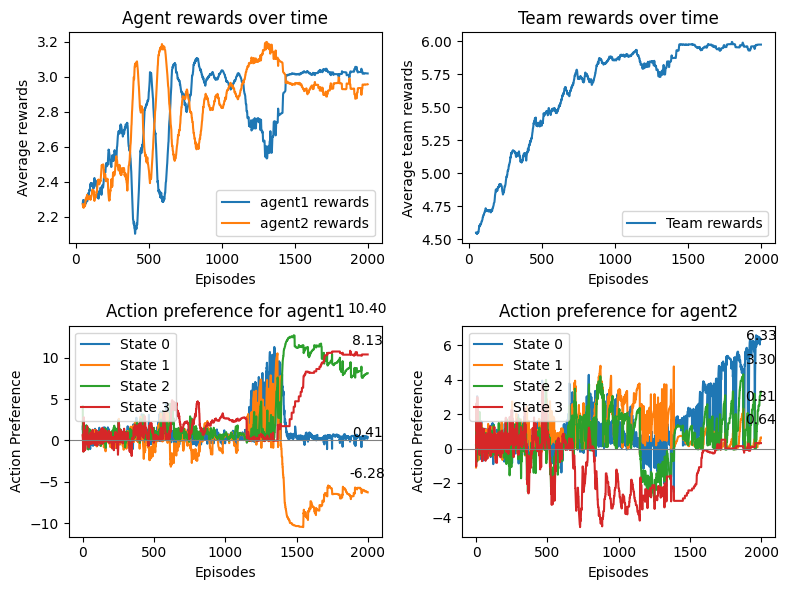 Agent rewards over time
Average rewards
3.2
3.0
2.8
2.6
2.4
2.2
agent1 rewards
agent2 rewards
0
500
1000
1500
2000
Episodes
Team rewards over time
Average team rewards
6.00
5.75
5.50
5.25
5.00
4.75
4.50
Team rewards
0
500
1000
1500
2000
Episodes
Action preference for agent1
Action Preference
10
5
0
−5
−10
State 0
State 1
State 2
State 3
10.40
8.13
0.41
-6.28
0
500
1000
1500
2000
Episodes
Action preference for agent2
Action Preference
6
4
2
0
−2
−4
State 0
State 1
State 2
State 3
6.33
3.30
0.31
0.64
0
500
1000
1500
2000
Episodes